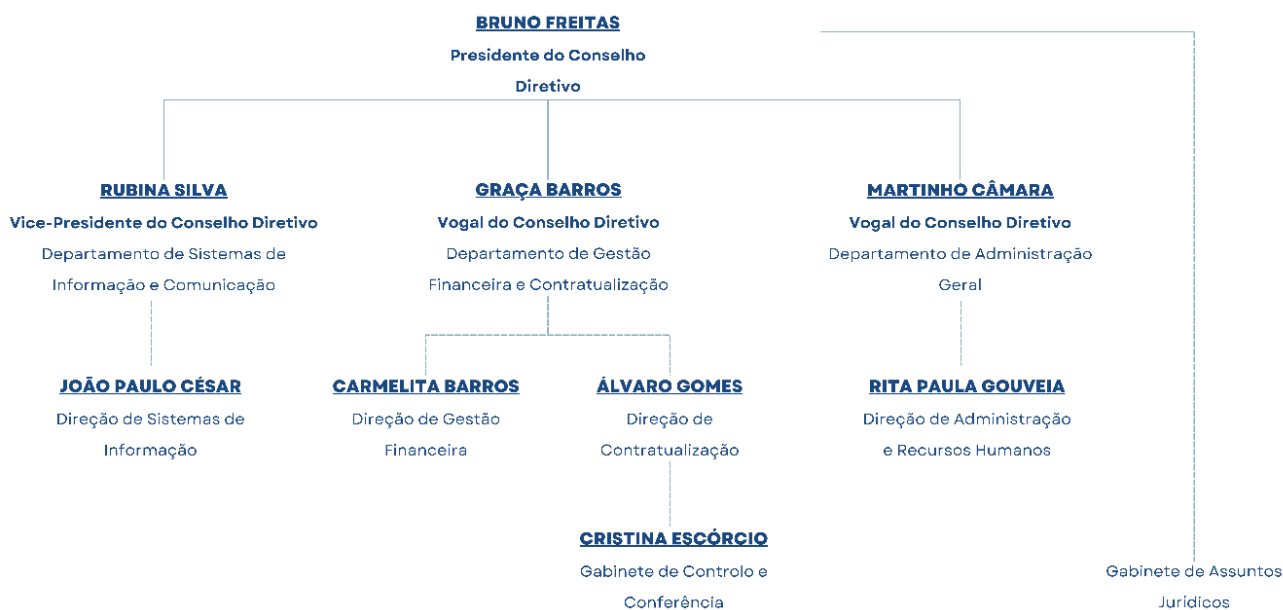 BRUNO FREITAS
Presidente do Conselho
Diretivo
RUBINA SILVA
Vice-Presidente do Conselho Diretivo
Departamento de Sistemas de
Informação e Comunicação
GRAÇA BARROS
Vogal do Conselho Diretivo
Departamento de Gestão
Financeira e Contratualização
MARTINHO CÂMARA
Vogal do Conselho Diretivo
Departamento de Administração
Geral
JOÃO PAULO CÉSAR
Direção de Sistemas de
Informação
CARMELITA BARROS
Direção de Gestão
Financeira
ÁLVARO GOMES
Direção de
Contratualização
RITA PAULA GOUVEIA
Direção de Administração
e Recursos Humanos
CRISTINA ESCÓRCIO
Gabinete de Controlo e
Conferência
Gabinete de Assuntos
Jurídicos